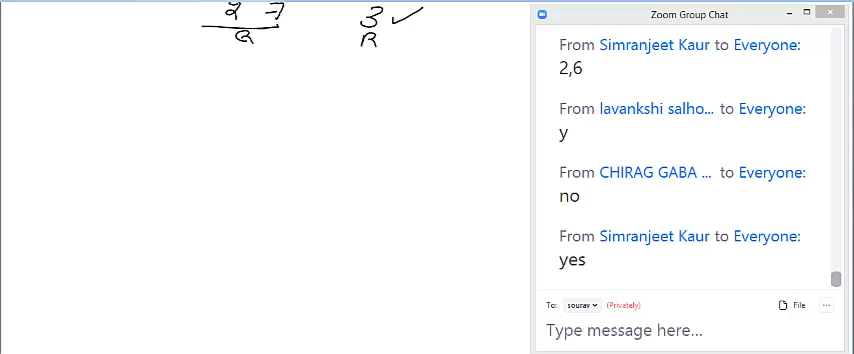 2 -7 3 ✓
Q R
Zoom Group Chat
From Simranjeet Kaur to Everyone:
2,6
From lavankshi salho... to Everyone:
y
From CHIRAG GABA ... to Everyone:
no
From Simranjeet Kaur to Everyone:
yes
To: sourav (Privately) File ...
Type message here...